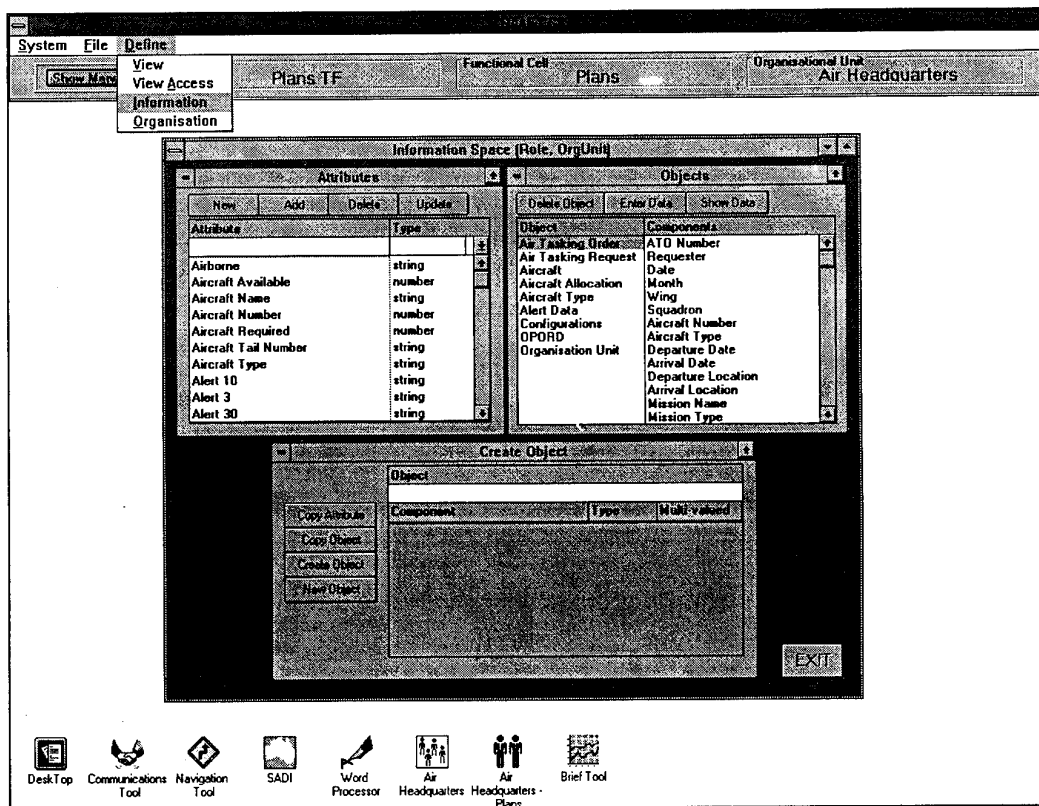 System File Define
View
View Access
Information
Organisation
Plans TF
Functional Cell
Plans
Organisational Unit
Air Headquarters
Information Space (Role, OrgUnit)
Attributes
New Add Delete Update
Attribute Type
Airborne string
Aircraft Available number
Aircraft Name string
Aircraft Number number
Aircraft Required number
Aircraft Tail Number string
Aircraft Type string
Alert 10 string
Alert 3 string
Alert 30 string
Objects
Delete Object Enter Data Show Data
Object Components
Air Tasking Order ATO Number
Air Tasking Request Requester
Aircraft Date
Aircraft Allocation Month
Aircraft Type Wing
Alert Data Squadron
Configurations Aircraft Number
OPORD Aircraft Type
Organisation Unit Departure Date
Arrival Date
Departure Location
Arrival Location
Mission Name
Mission Type
Create Object
Object
Component Type Multi-valued
Copy Attribute
Copy Object
Create Object
New Object
EXIT
DeskTop Communications Tool Navigation Tool SADI Word Processor Air Headquarters Air Headquarters - Plans Brief Tool